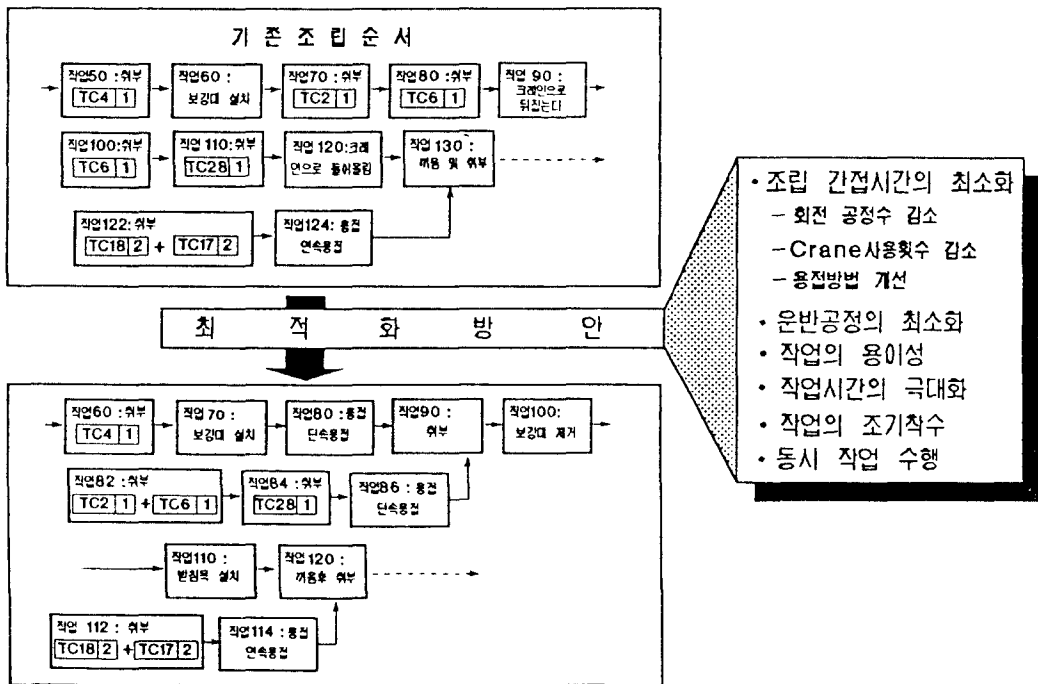 기 존 조 립 순 서
작업50 :취부
TC4 1
작업60 :
보강대 설치
작업70 : 취부
TC2 1
작업80 : 취부
TC6 1
작업 90 :
크레인으로
뒤집는다
작업100:취부
TC6 1
작업 110:취부
TC28 1
작업 120:크레
인으로 들어올림
작업 130 :
끼움 및 취부
작업122: 취부
TC18 2 + TC17 2
작업124: 용접
연속용접
최 적 화 방 안
• 조립 간접시간의 최소화
– 회전 공정수 감소
– Crane사용횟수 감소
– 용접방법 개선
• 운반공정의 최소화
• 작업의 용이성
• 작업시간의 극대화
• 작업의 조기착수
• 동시 작업 수행
작업60 : 취부
TC4 1
작업 70 :
보강대 설치
작업80 : 용접
단속용접
작업90 :
취부
작업100:
보강대 제거
작업82 : 취부
TC2 1 + TC6 1
작업84 : 취부
TC28 1
작업86 : 용접
단속용접
작업110 :
받침목 설치
작업120 :
끼움후 취부
작업 112 : 취부
TC18 2 + TC17 2
작업114 : 용접
연속용접